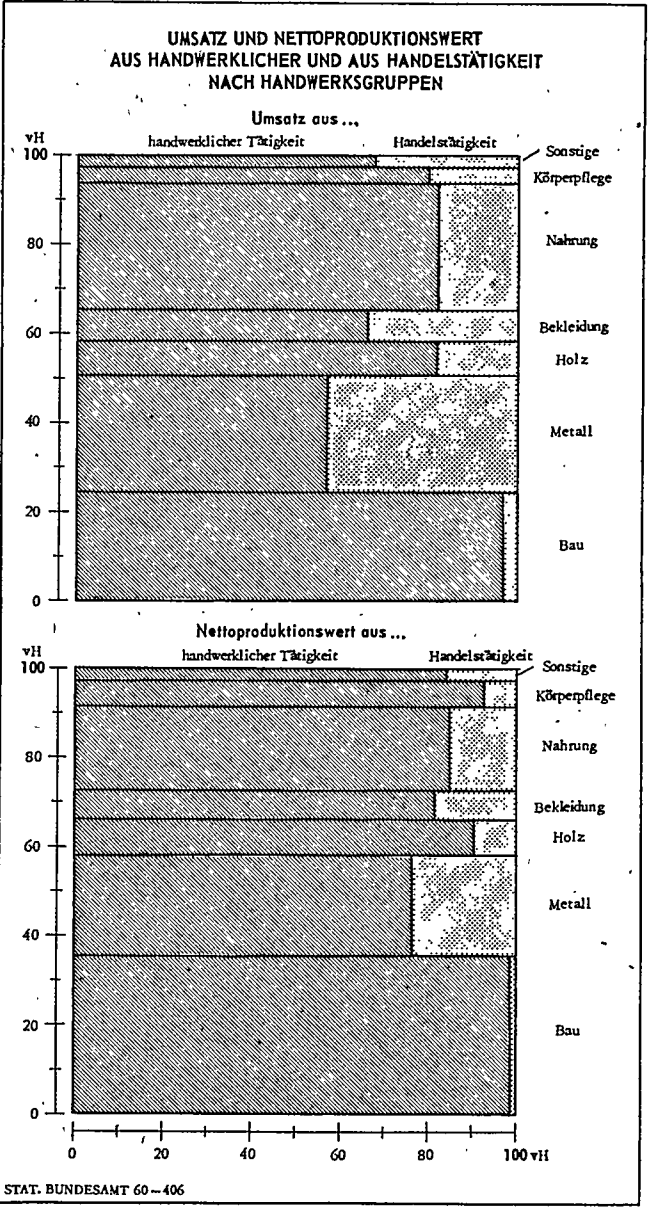 UMSATZ UND NETTOPRODUKTIONSWERT
AUS HANDWERKLICHER UND AUS HANDELSTÄTIGKEIT
NACH HANDWERKSGRUPPEN
Umsatz aus ...
vH
handwerklicher Tätigkeit
Handelstätigkeit
100
80
60
40
20
0
Sonstige
Körperpflege
Nahrung
Bekleidung
Holz
Metall
Bau
Nettoproduktionswert aus ...
vH
handwerklicher Tätigkeit
Handelstätigkeit
100
80
60
40
20
0
Sonstige
Körperpflege
Nahrung
Bekleidung
Holz
Metall
Bau
0 20 40 60 80 100 vH
STAT. BUNDESAMT 60 – 406